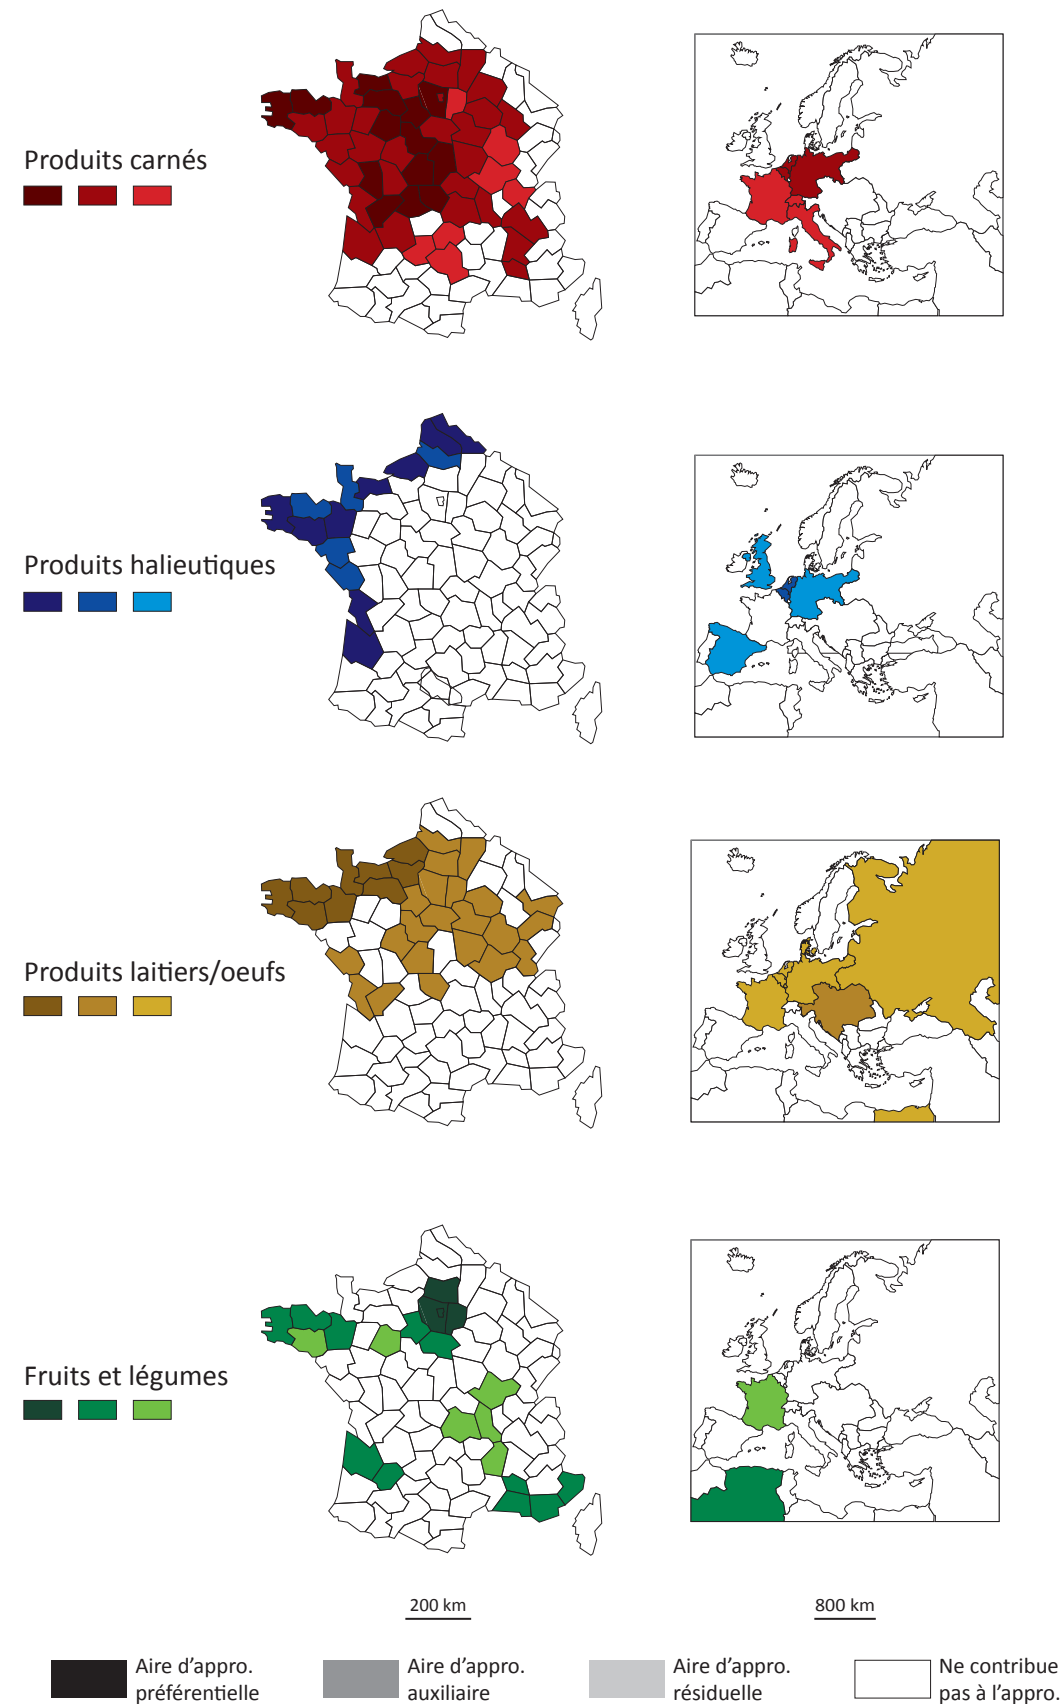 Produits carnés
Produits halieutiques
Produits laitiers/oeufs
Fruits et légumes
200 km
800 km
Aire d'appro.
préférentielle
Aire d'appro.
auxiliaire
Aire d'appro.
résiduelle
Ne contribue
pas à l'appro.